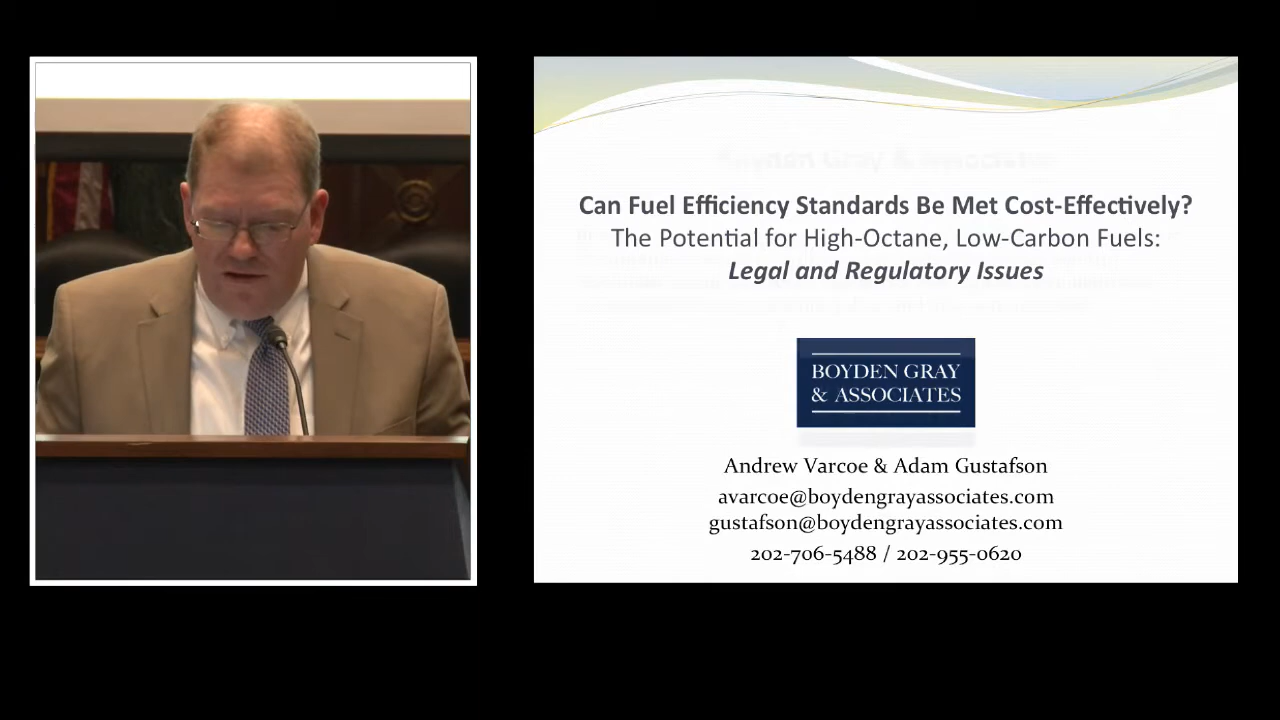 Can Fuel Efficiency Standards Be Met Cost-Effectively?
The Potential for High-Octane, Low-Carbon Fuels:
Legal and Regulatory Issues
BOYDEN GRAY
& ASSOCIATES
Andrew Varcoe & Adam Gustafson
avarcoe@boydengrayassociates.com
gustafson@boydengrayassociates.com
202-706-5488 / 202-955-0620